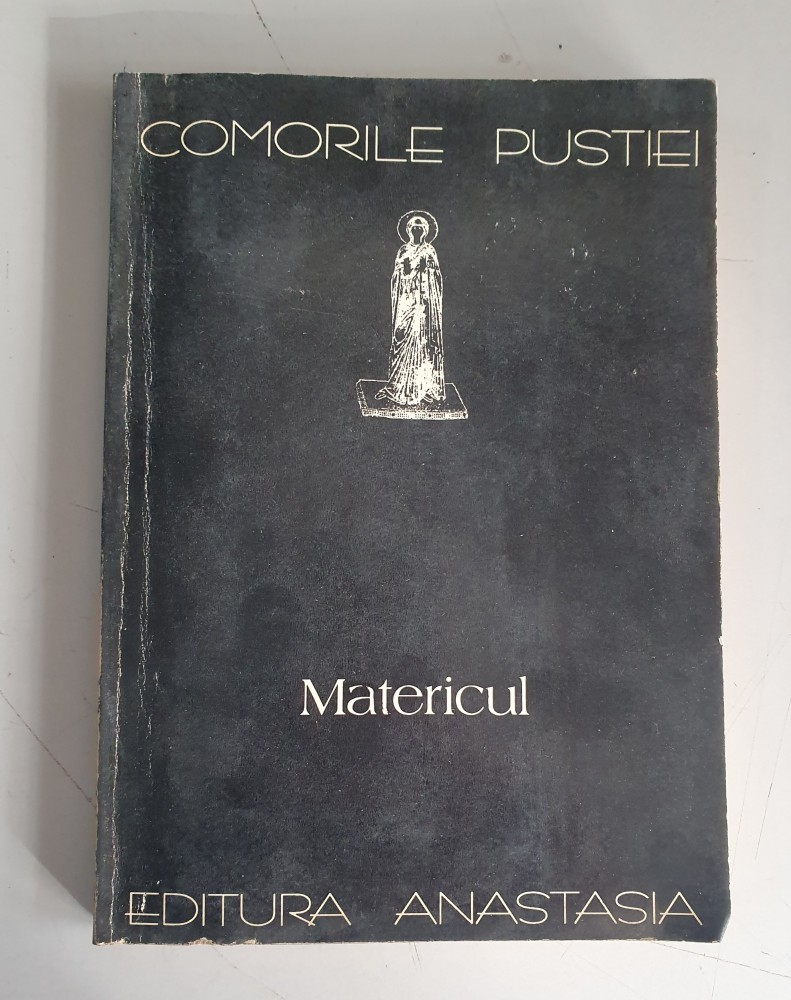 COMORILE PUSTIEI
Matericul
EDITURA ANASTASIA